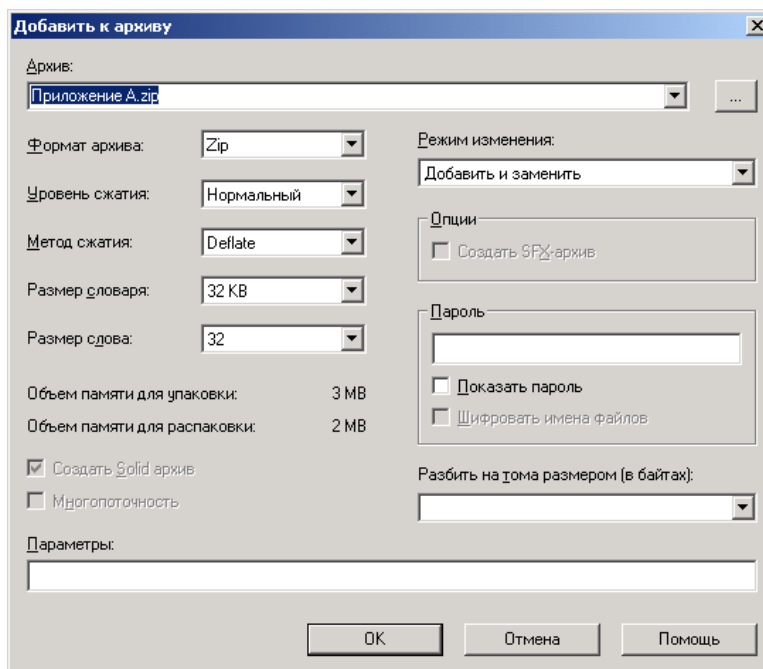 Добавить к архиву
Архив:
Приложение А.zip
...
Формат архива:
Zip
Уровень сжатия:
Нормальный
Метод сжатия:
Deflate
Размер словаря:
32 KB
Размер слова:
32
Объем памяти для упаковки:
3 MB
Объем памяти для распаковки:
2 MB
Создать Solid архив
Многопоточность
Режим изменения:
Добавить и заменить
Опции
Создать SFX-архив
Пароль
Показать пароль
Шифровать имена файлов
Разбить на тома размером (в байтах):
Параметры:
OK
Отмена
Помощь